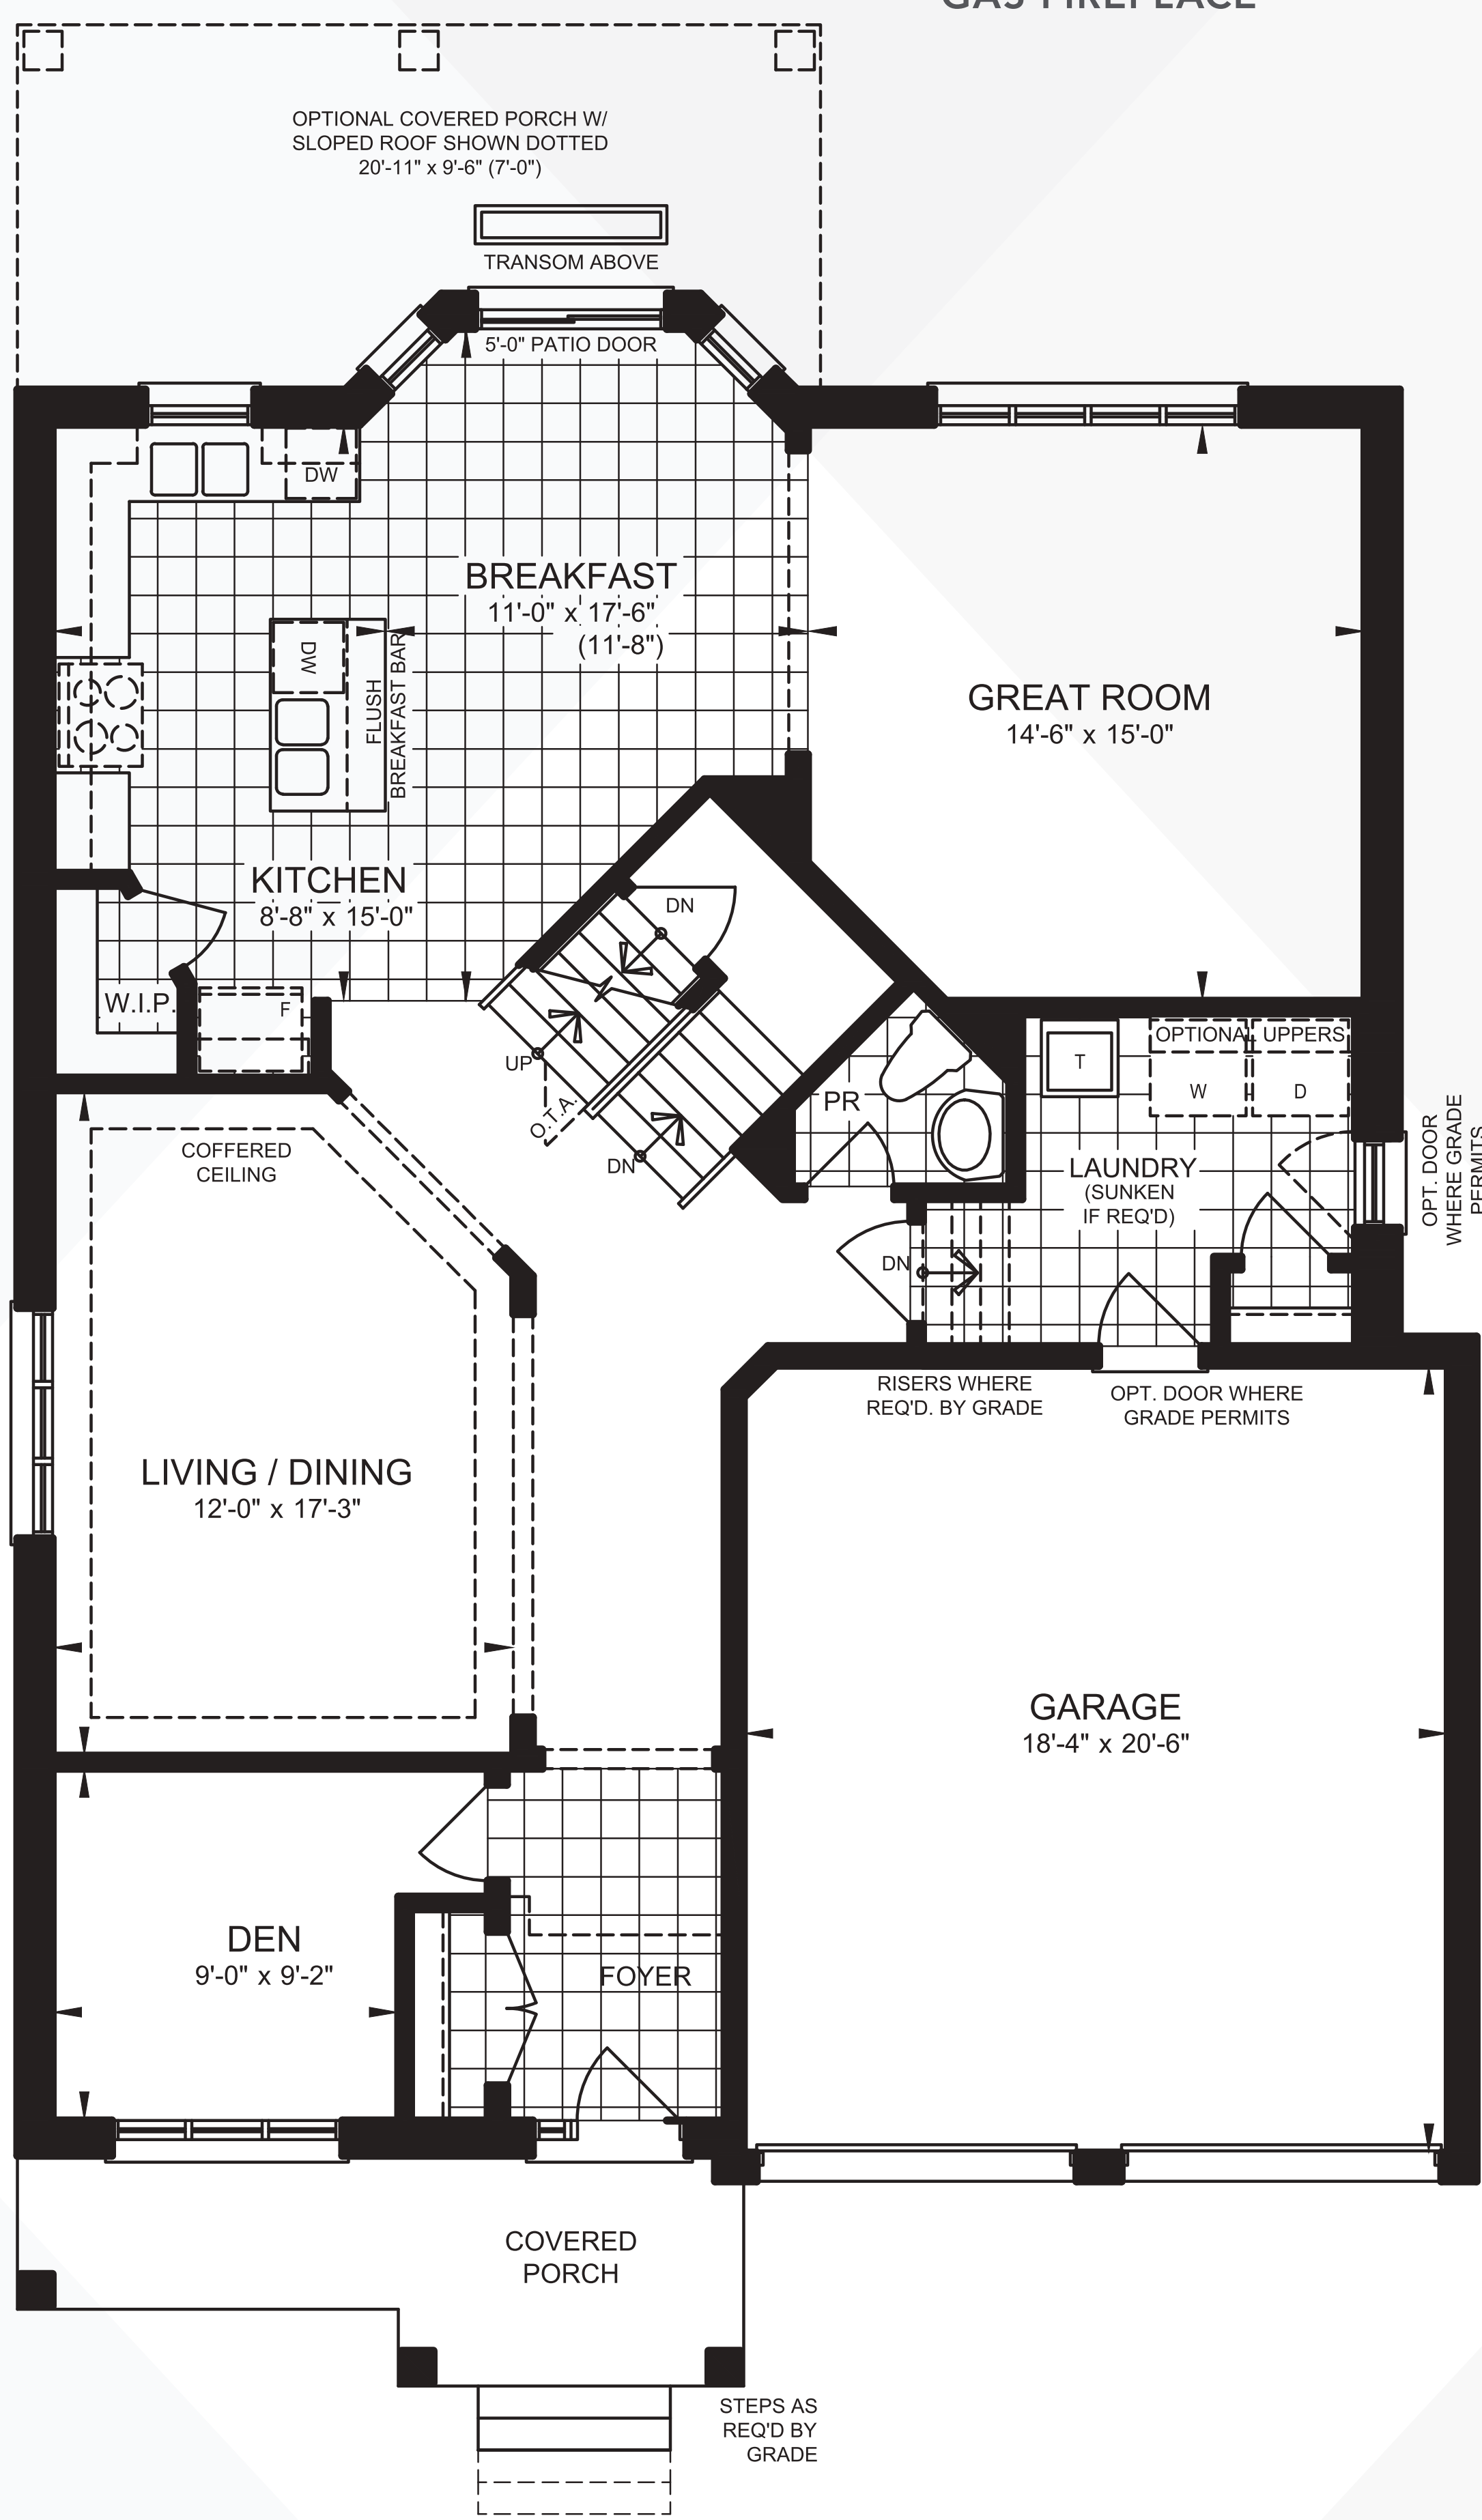 GAS FIREPLACE
OPTIONAL COVERED PORCH W/
SLOPED ROOF SHOWN DOTTED
20'-11" x 9'-6" (7'-0")
TRANSOM ABOVE
5'-0" PATIO DOOR
DW
BREAKFAST
11'-0" x 17'-6"
(11'-8")
DW
FLUSH
BREAKFAST BAR
GREAT ROOM
14'-6" x 15'-0"
KITCHEN
8'-8" x 15'-0"
DN
W.I.P.
F
UP
O.T.A.
DN
PR
T
OPTIONAL UPPERS
W
D
LAUNDRY
(SUNKEN
IF REQ'D)
OPT. DOOR
WHERE GRADE
PERMITS
DN
COFFERED
CEILING
RISERS WHERE
REQ'D. BY GRADE
OPT. DOOR WHERE
GRADE PERMITS
LIVING / DINING
12'-0" x 17'-3"
GARAGE
18'-4" x 20'-6"
DEN
9'-0" x 9'-2"
FOYER
COVERED
PORCH
STEPS AS
REQ'D BY
GRADE